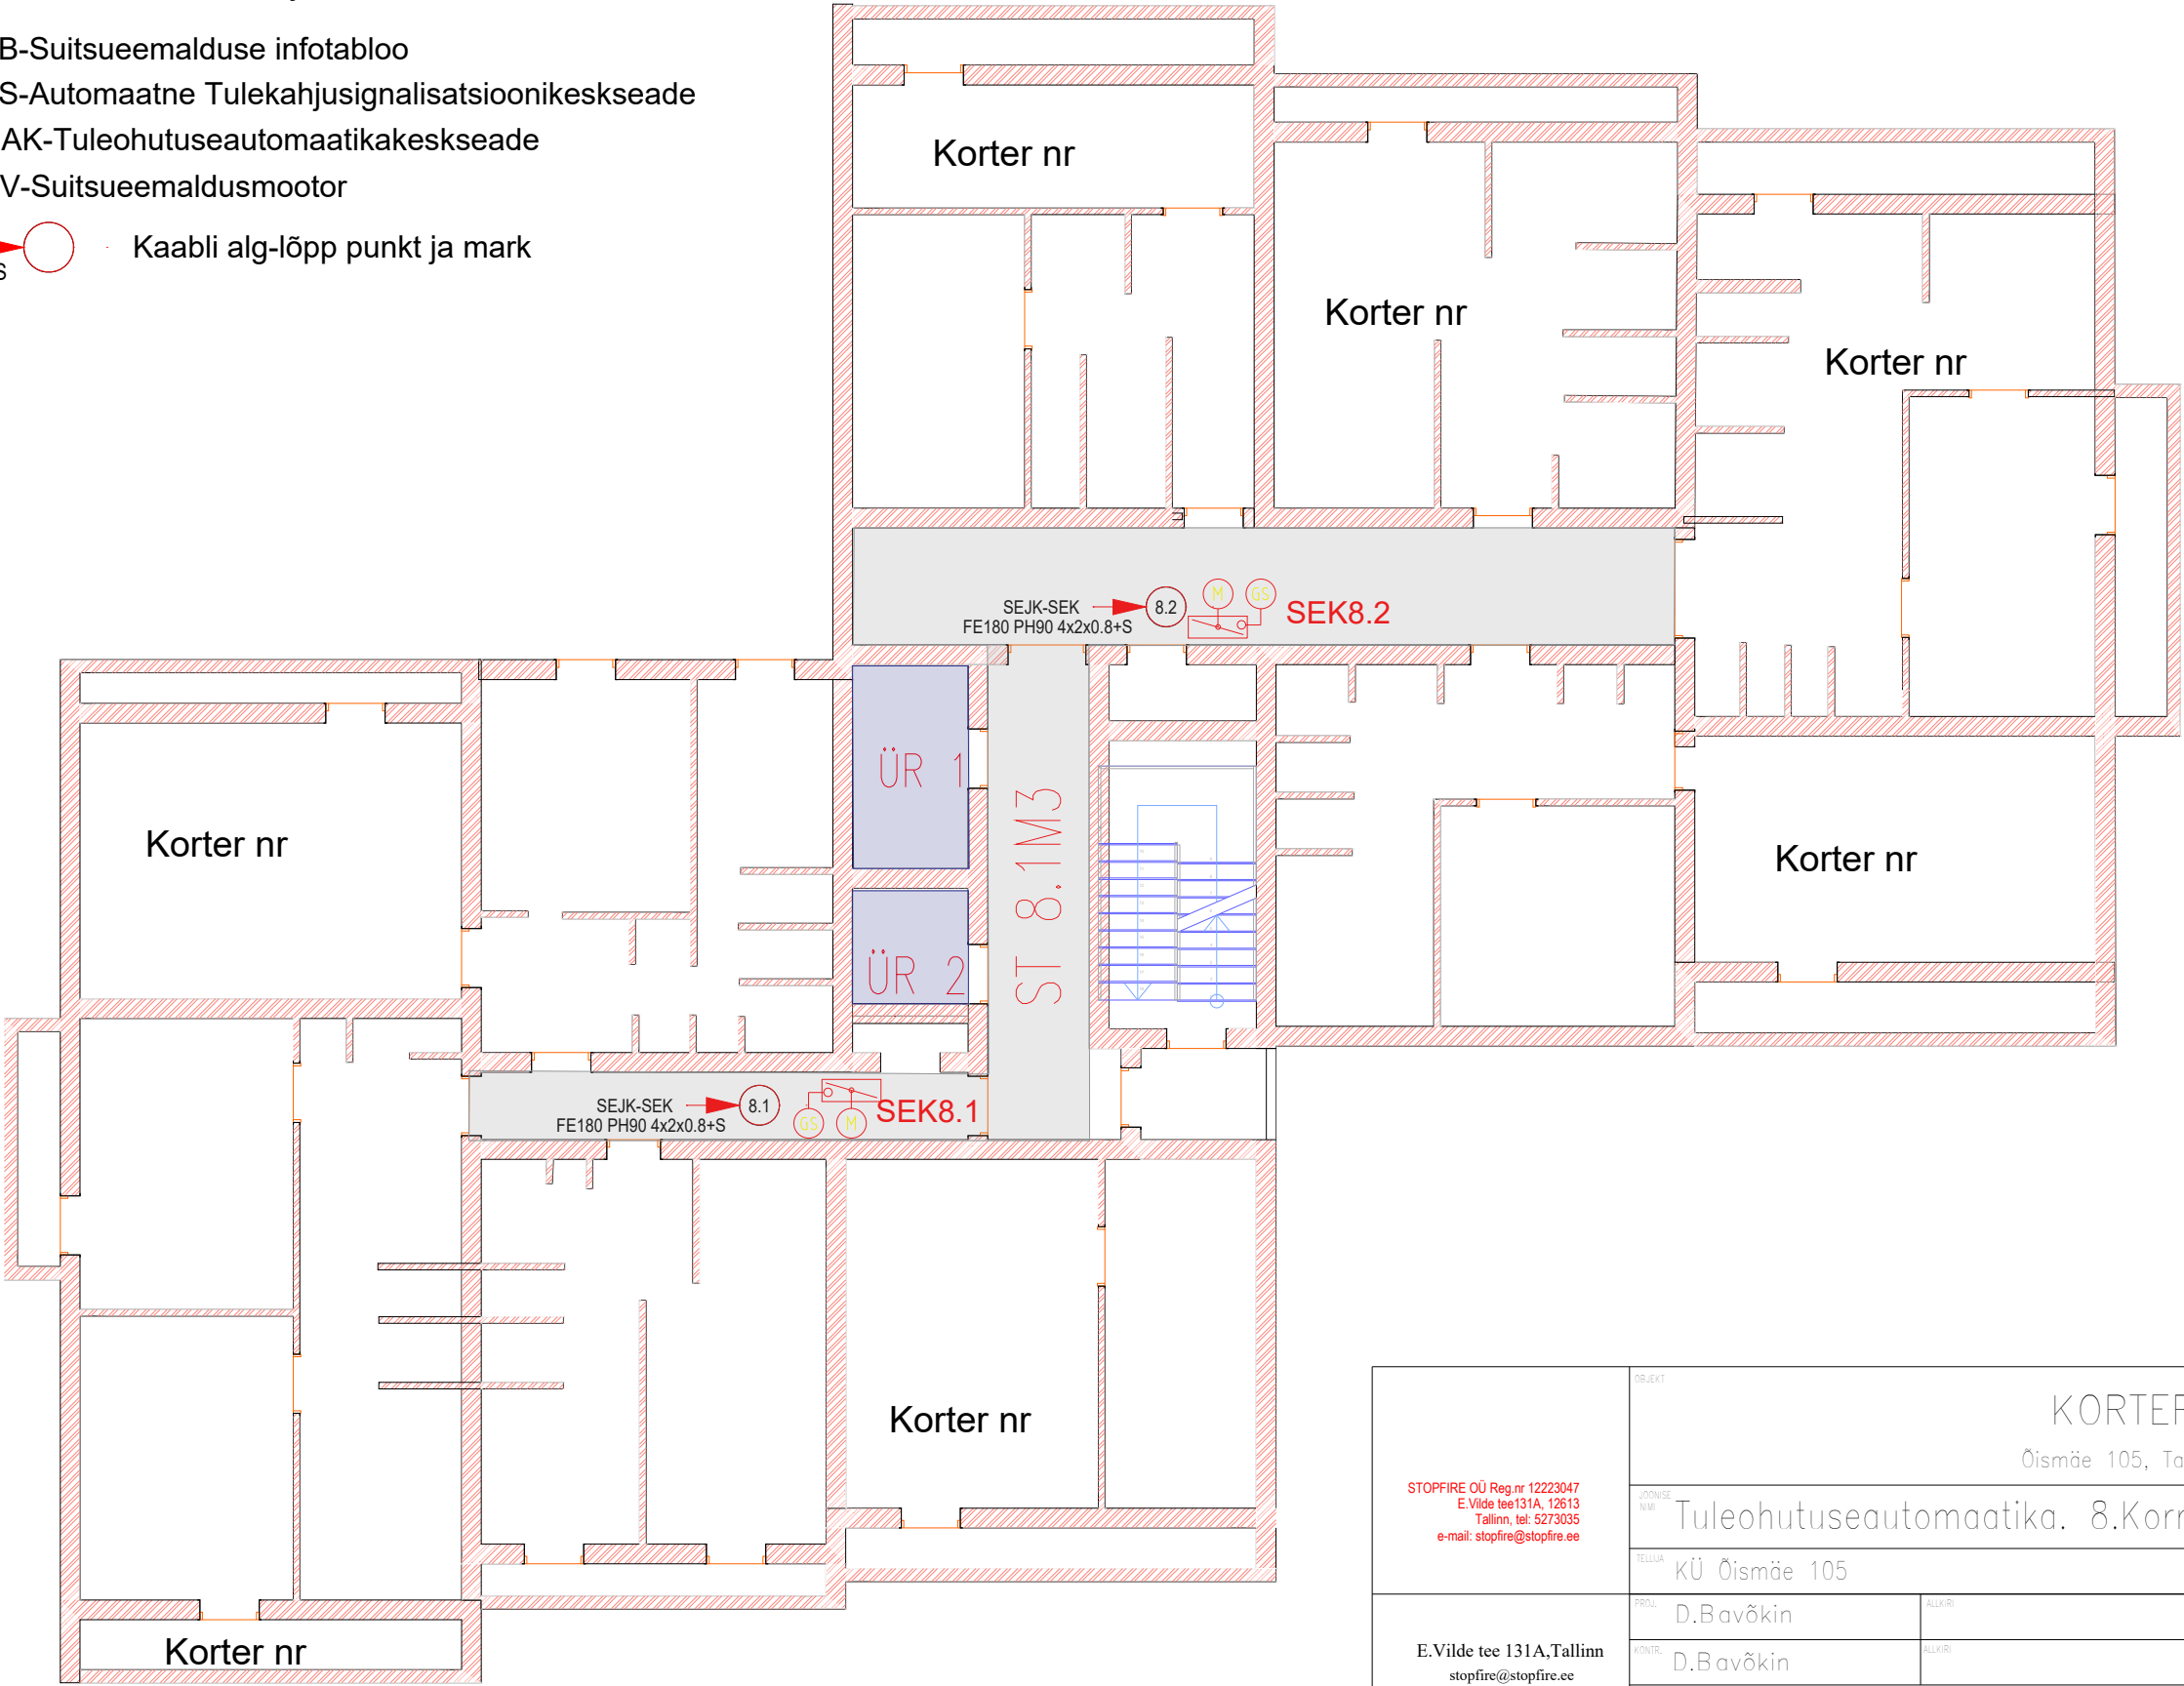 B-Suitsueemalduse infotabloo
S-Automaatne Tulekahjusignalisatsioonikeskseade
AK-Tuleohutuseautomaatikakeskseade
V-Suitsueemaldusmootor
S
Kaabli alg-lõpp punkt ja mark
Korter nr
Korter nr
Korter nr
SEJK-SEK
FE180 PH90 4x2x0.8+S
8.2
M
GS
SEK8.2
ÜR 1
ST 8.1M3
Korter nr
Korter nr
ÜR 2
SEJK-SEK
FE180 PH90 4x2x0.8+S
8.1
GS
M
SEK8.1
Korter nr
Korter nr
STOPFIRE OÜ Reg.nr 12223047
E.Vilde tee131A, 12613
Tallinn, tel: 5273035
e-mail: stopfire@stopfire.ee
E.Vilde tee 131A,Tallinn
stopfire@stopfire.ee
OBJEKT
KORTER
Õismäe 105, Ta
JOONISE
NIMI
Tuleohutuseautomaatika. 8.Korr
TELLIJA
KÜ Õismäe 105
PROJ.
D.Bavõkin
ALLKIRI
KONTR.
D.Bavõkin
ALLKIRI